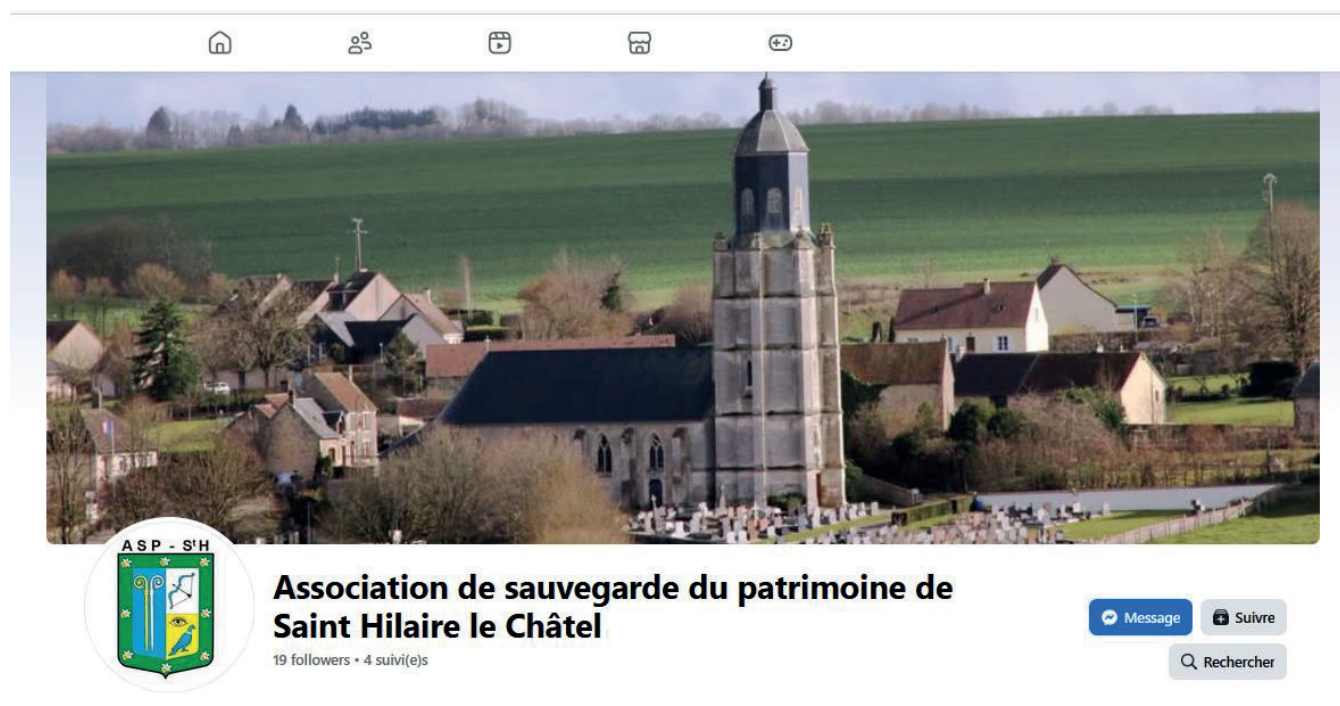 ASP - StH
Association de sauvegarde du patrimoine de
Saint Hilaire le Châtel
19 followers • 4 suivi(e)s
Message
Suivre
Rechercher